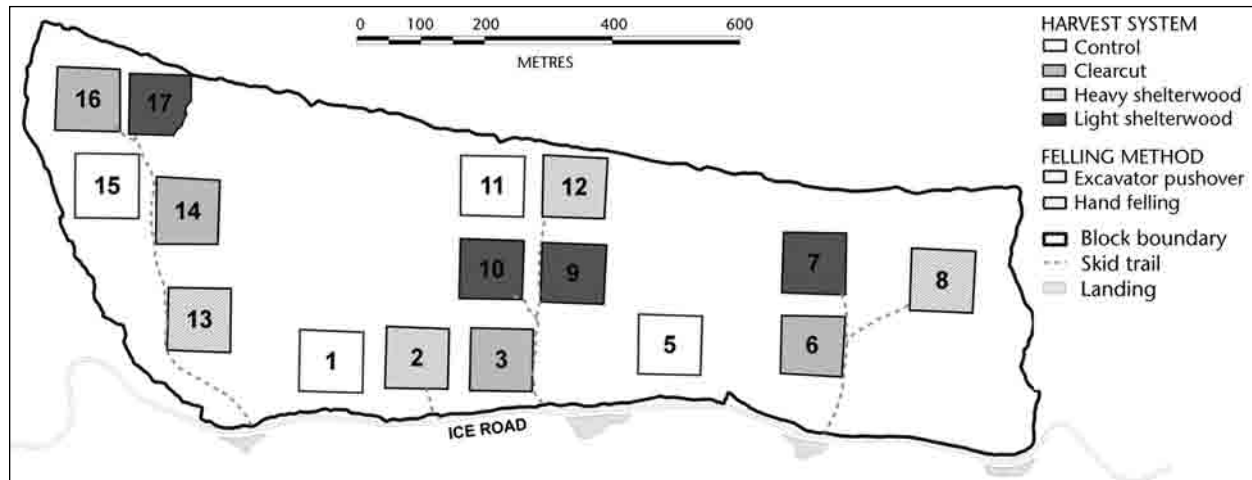 0 100 200 400 600
METRES
HARVEST SYSTEM
Control
Clearcut
Heavy shelterwood
Light shelterwood
FELLING METHOD
Excavator pushover
Hand felling
Block boundary
Skid trail
Landing
16 17
15
14
13
11 12
10 9
7
8
1 2 3 5 6
ICE ROAD